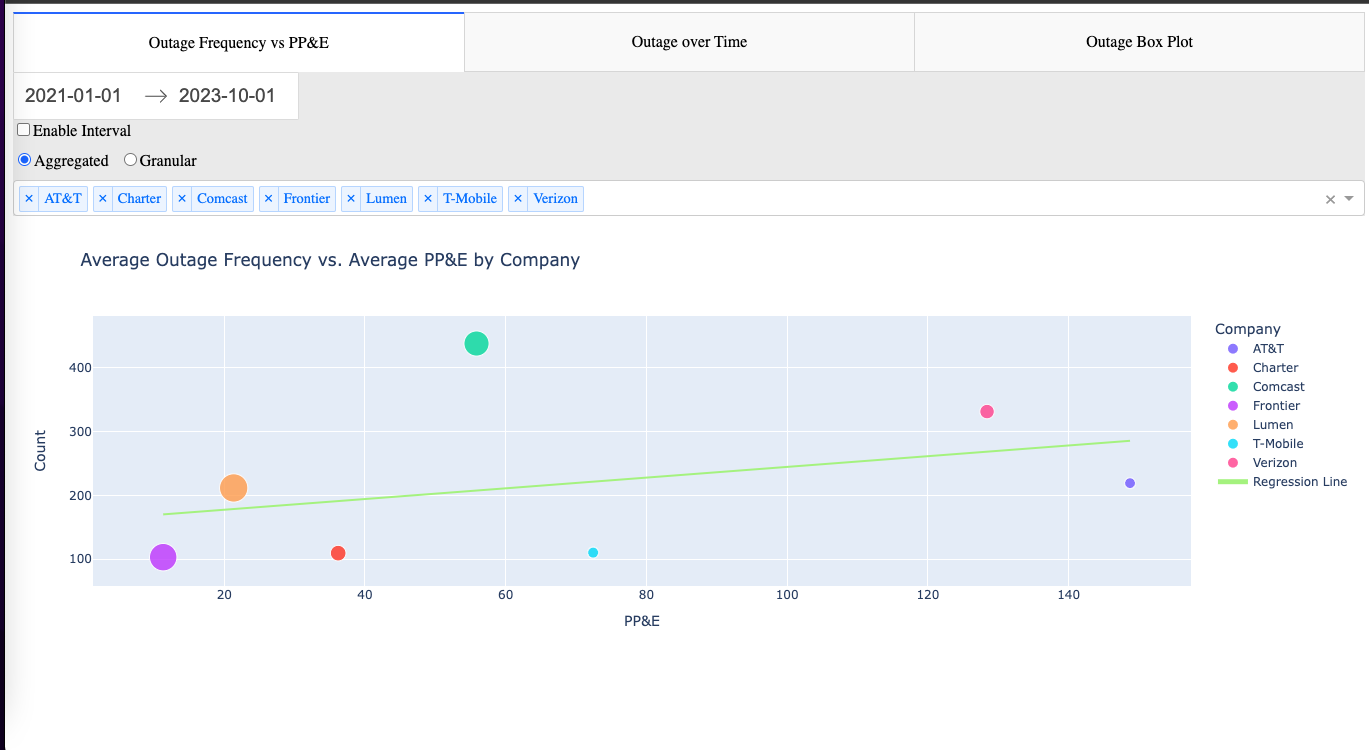 Outage Frequency vs PP&E
Outage over Time
Outage Box Plot
2021-01-01 → 2023-10-01
Enable Interval
Aggregated Granular
× AT&T × Charter × Comcast × Frontier × Lumen × T-Mobile × Verizon ×
Average Outage Frequency vs. Average PP&E by Company
Count
400
300
200
100
20 40 60 80 100 120 140
PP&E
Company
AT&T
Charter
Comcast
Frontier
Lumen
T-Mobile
Verizon
Regression Line